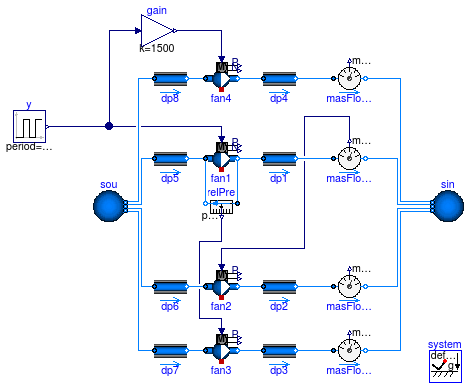 gain
k=1500
P
m...
dp8
fan4
dp4
masFlo...
y
period=...
P
m...
dp5
fan1
dp1
masFlo...
relPre
p...
sou
sin
P
m...
dp6
fan2
dp2
masFlo...
P
m...
dp7
fan3
dp3
masFlo...
system
def...
g